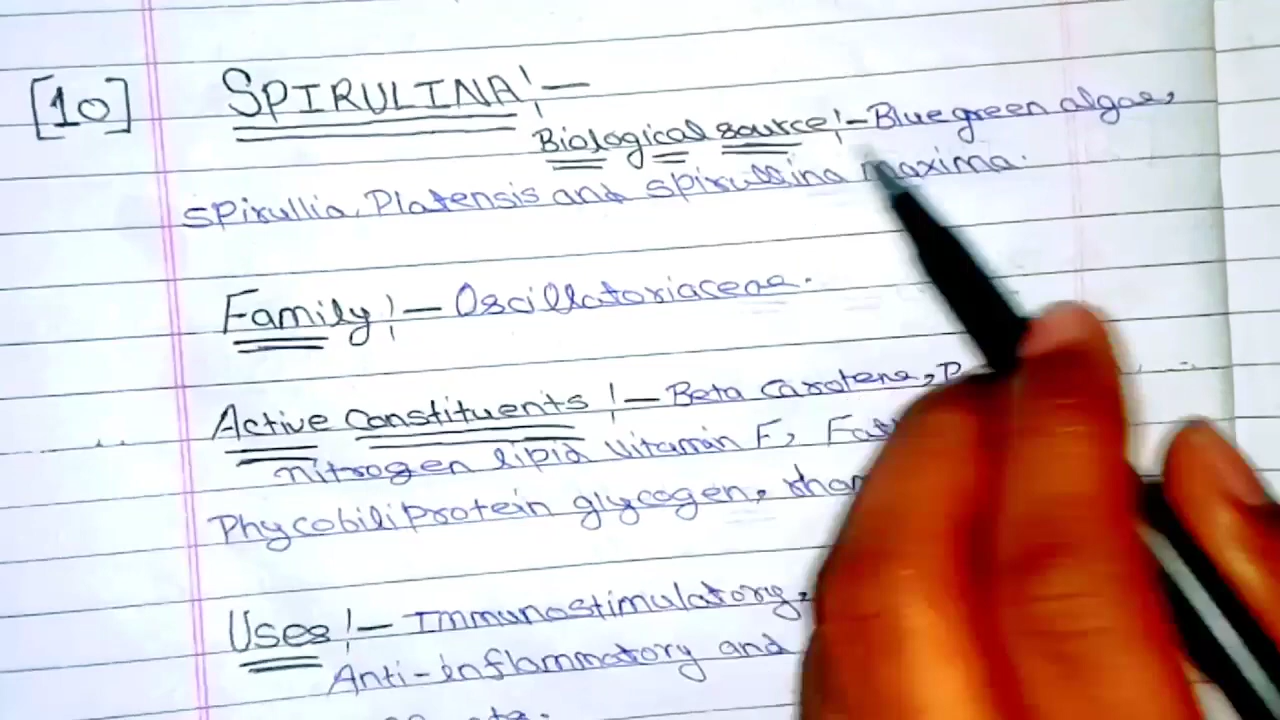 [10] SPIRULINA!—
Biological source!- Blue green algae,
Spirullia, Platensis and Spirullina maxima.
Family!— Oscillatoriaceae.
Active Constituents!— Beta carotene,
nitrogen lipid vitamin E,
Phycobiliprotein glycogen,
Uses!— Immunostimulatory,
Anti-inflammatory and